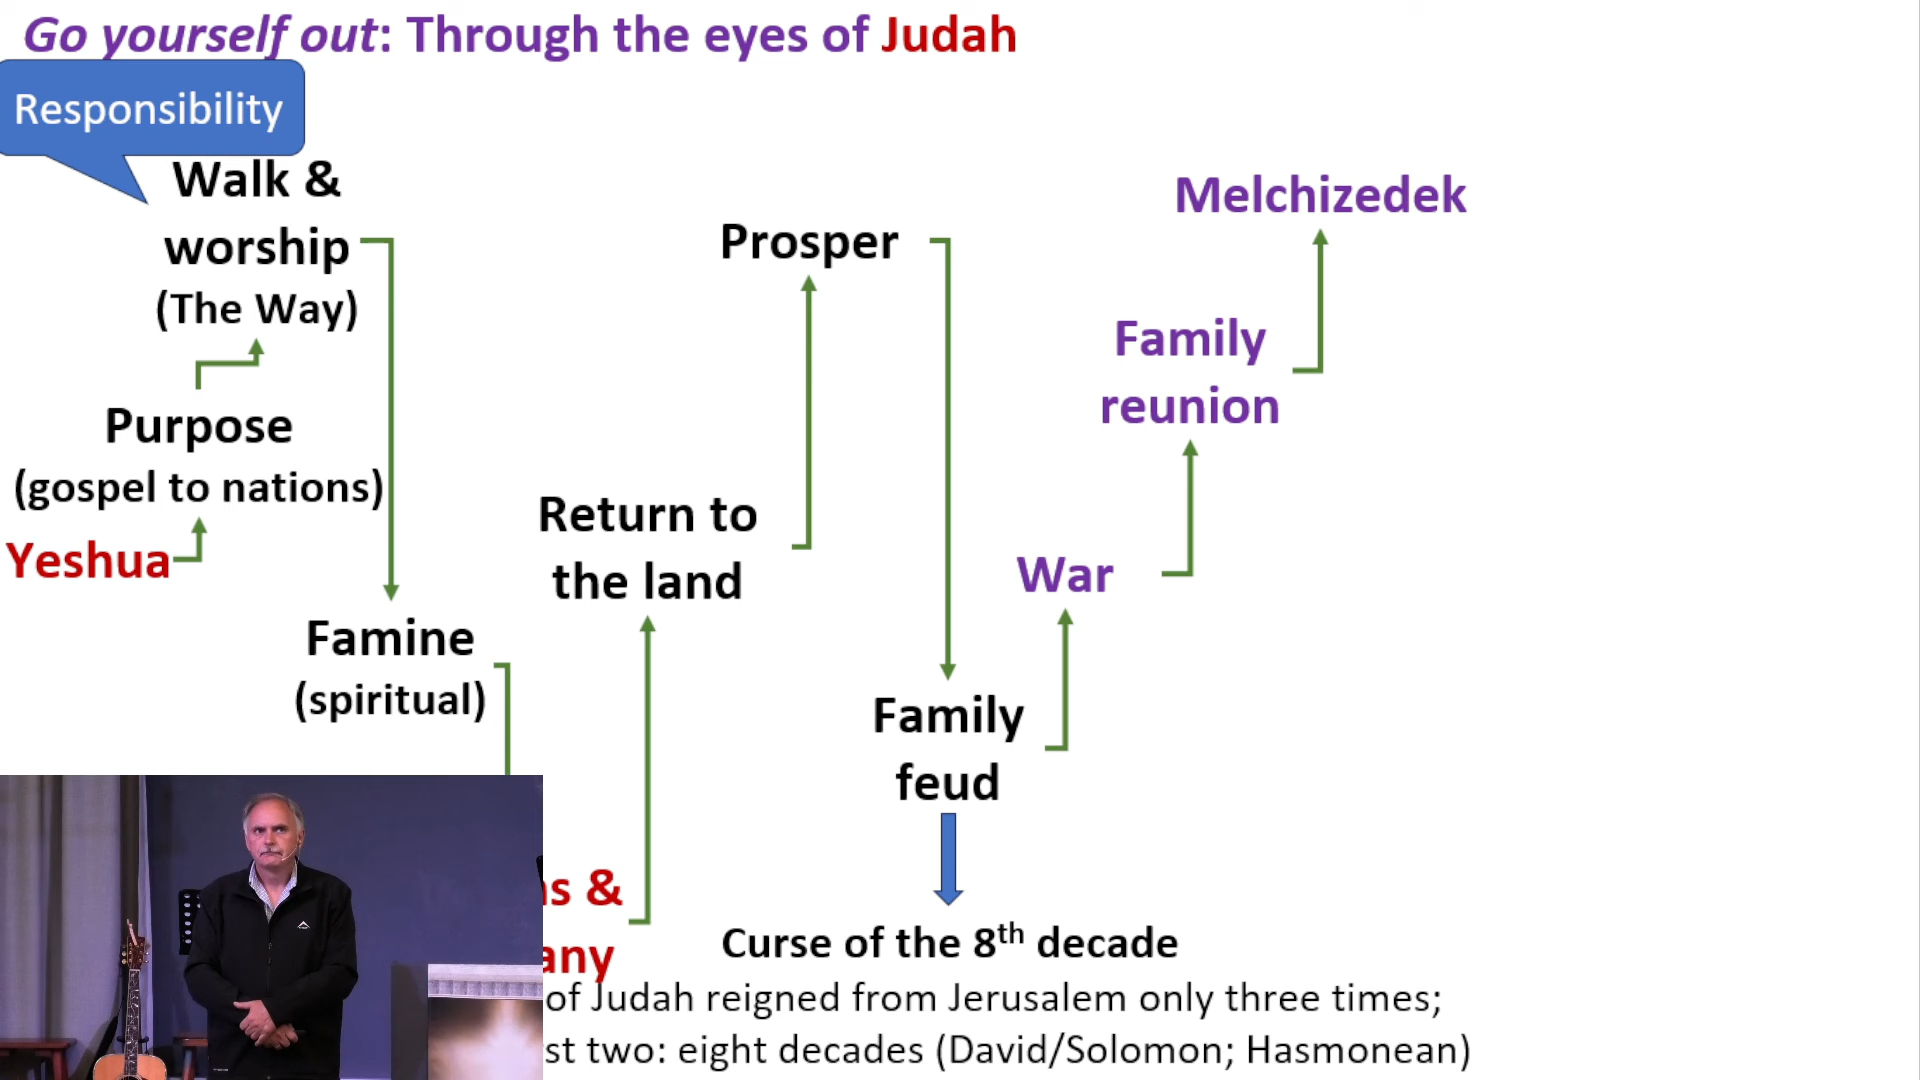 Go yourself out: Through the eyes of Judah
Responsibility
Walk &
worship
(The Way)
Purpose
(gospel to nations)
Yeshua
Famine
(spiritual)
&
Return to
the land
Prosper
Family
feud
War
Family
reunion
Melchizedek
Curse of the 8th decade
of Judah reigned from Jerusalem only three times;
two: eight decades (David/Solomon; Hasmonean)